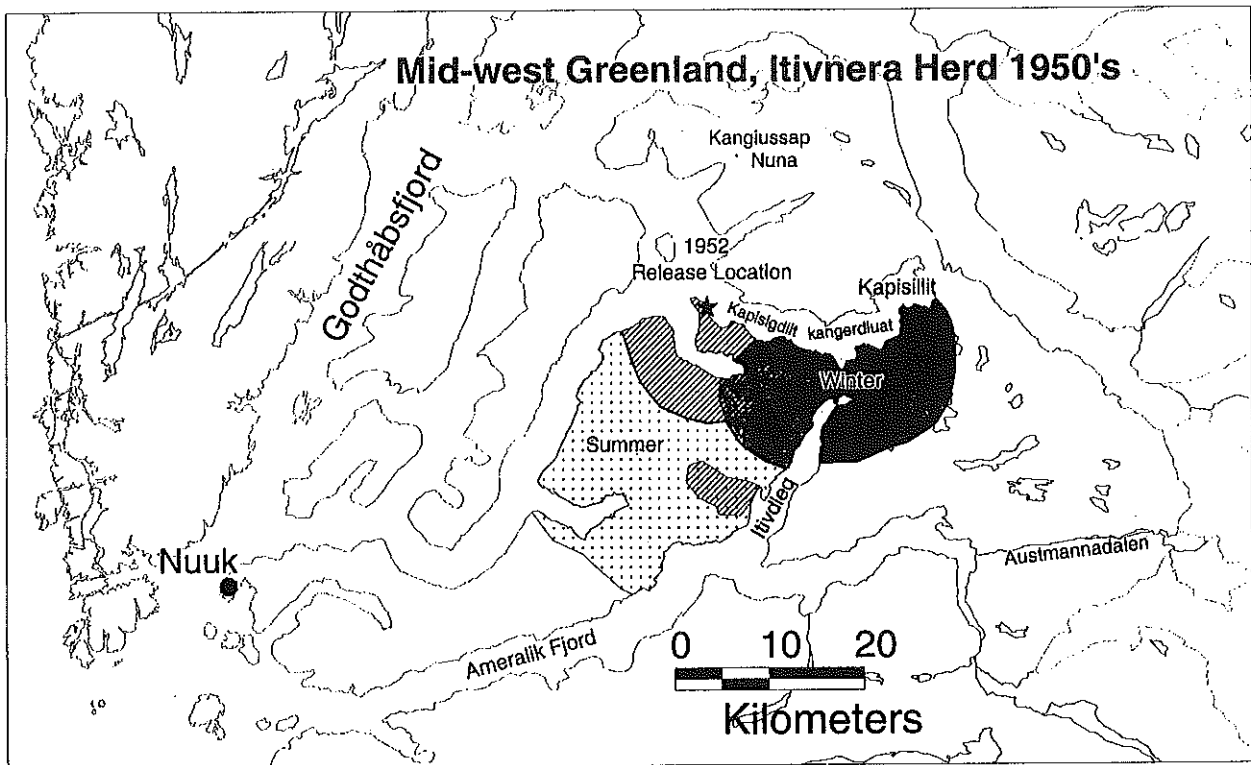 Mid-west Greenland, Itivnera Herd 1950's
Kangiussap
Nuna
Godthåbsfjord
1952
Release Location
Kapisillit
Kapisigdlit kangerdluat
Winter
Summer
Itivdleq
Nuuk
Austmannadalen
Ameralik Fjord
0 10 20
Kilometers